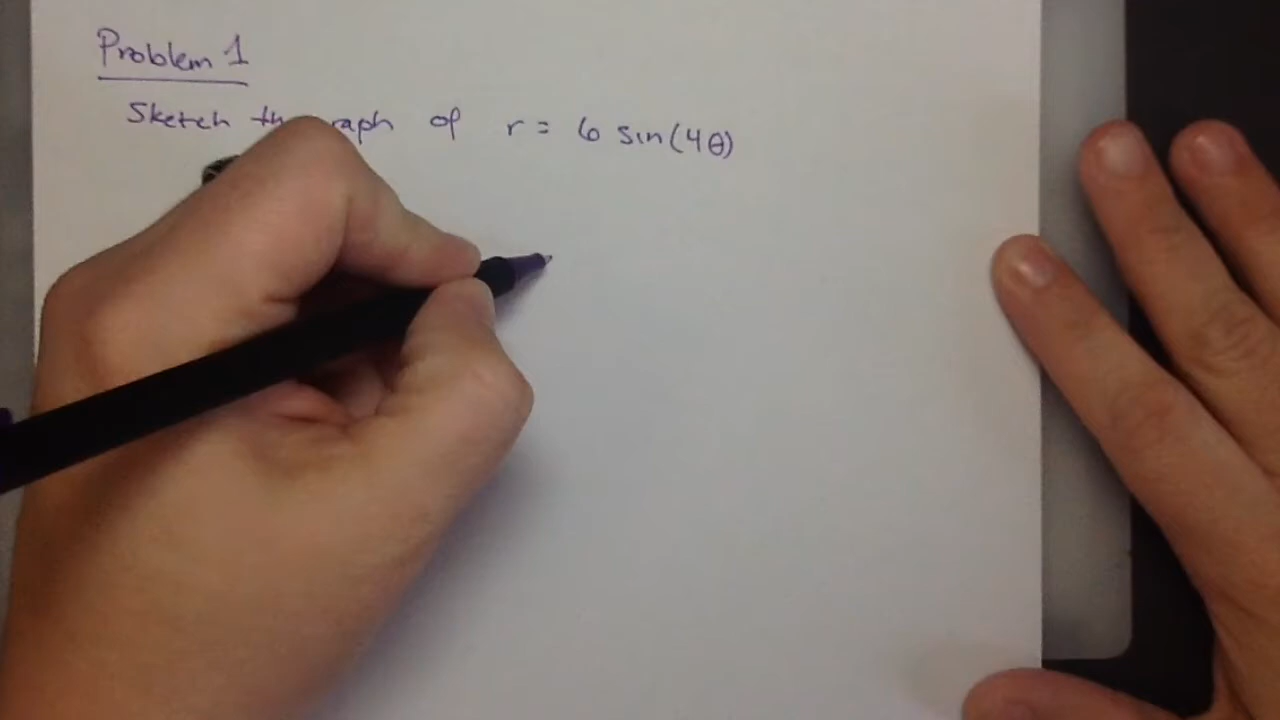 Problem 1
Sketch of r = 6 sin(4θ)